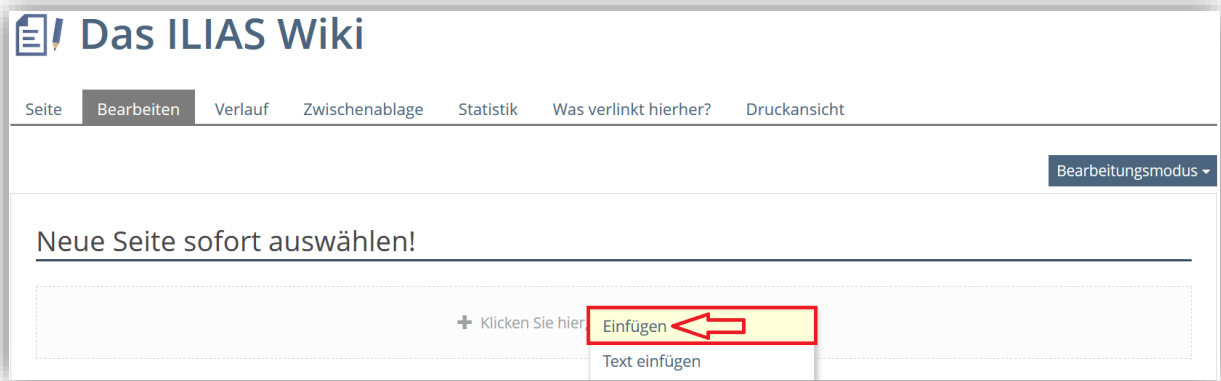 Das ILIAS Wiki
Seite Bearbeiten Verlauf Zwischenablage Statistik Was verlinkt hierher? Druckansicht
Bearbeitungsmodus
Neue Seite sofort auswählen!
Klicken Sie hier,
Einfügen
Text einfügen